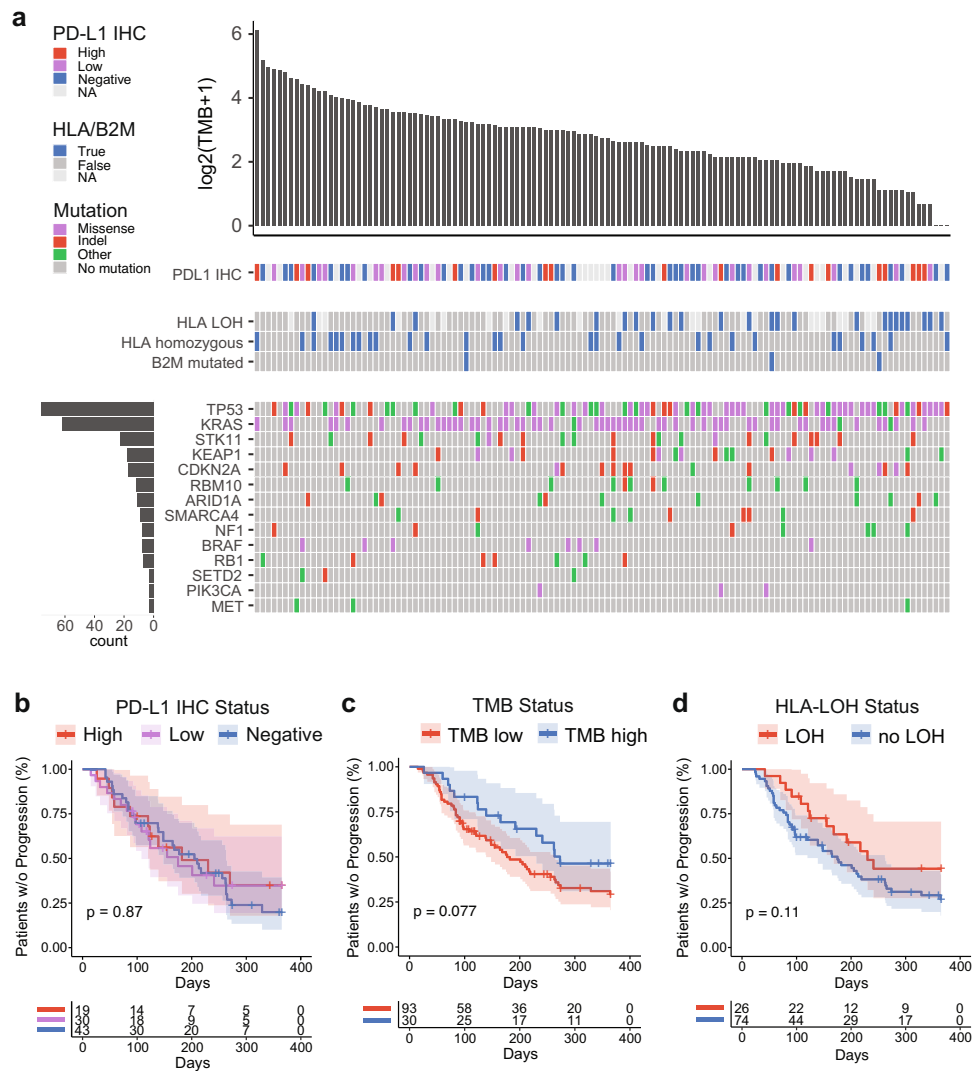 a
PD-L1 IHC
High
Low
Negative
NA
HLA/B2M
True
False
NA
Mutation
Missense
Indel
Other
No mutation
log2(TMB+1)
6
4
2
0
PDL1 IHC
HLA LOH
HLA homozygous
B2M mutated
TP53
KRAS
STK11
KEAP1
CDKN2A
RBM10
ARID1A
SMARCA4
NF1
BRAF
RB1
SETD2
PIK3CA
MET
60 40 20 0
count
b
PD-L1 IHC Status
High Low Negative
Patients w/o Progression (%)
1.00
0.75
0.50
0.25
0.00
p = 0.87
0 100 200 300 400
Days
19 14 7 5 0
30 18 9 5 0
43 30 20 7 0
0 100 200 300 400
Days
c
TMB Status
TMB low TMB high
Patients w/o Progression (%)
1.00
0.75
0.50
0.25
0.00
p = 0.077
0 100 200 300 400
Days
93 58 36 20 0
30 25 17 11 0
0 100 200 300 400
Days
d
HLA-LOH Status
LOH no LOH
Patients w/o Progression (%)
1.00
0.75
0.50
0.25
0.00
p = 0.11
0 100 200 300 400
Days
26 22 12 9 0
74 44 29 17 0
0 100 200 300 400
Days